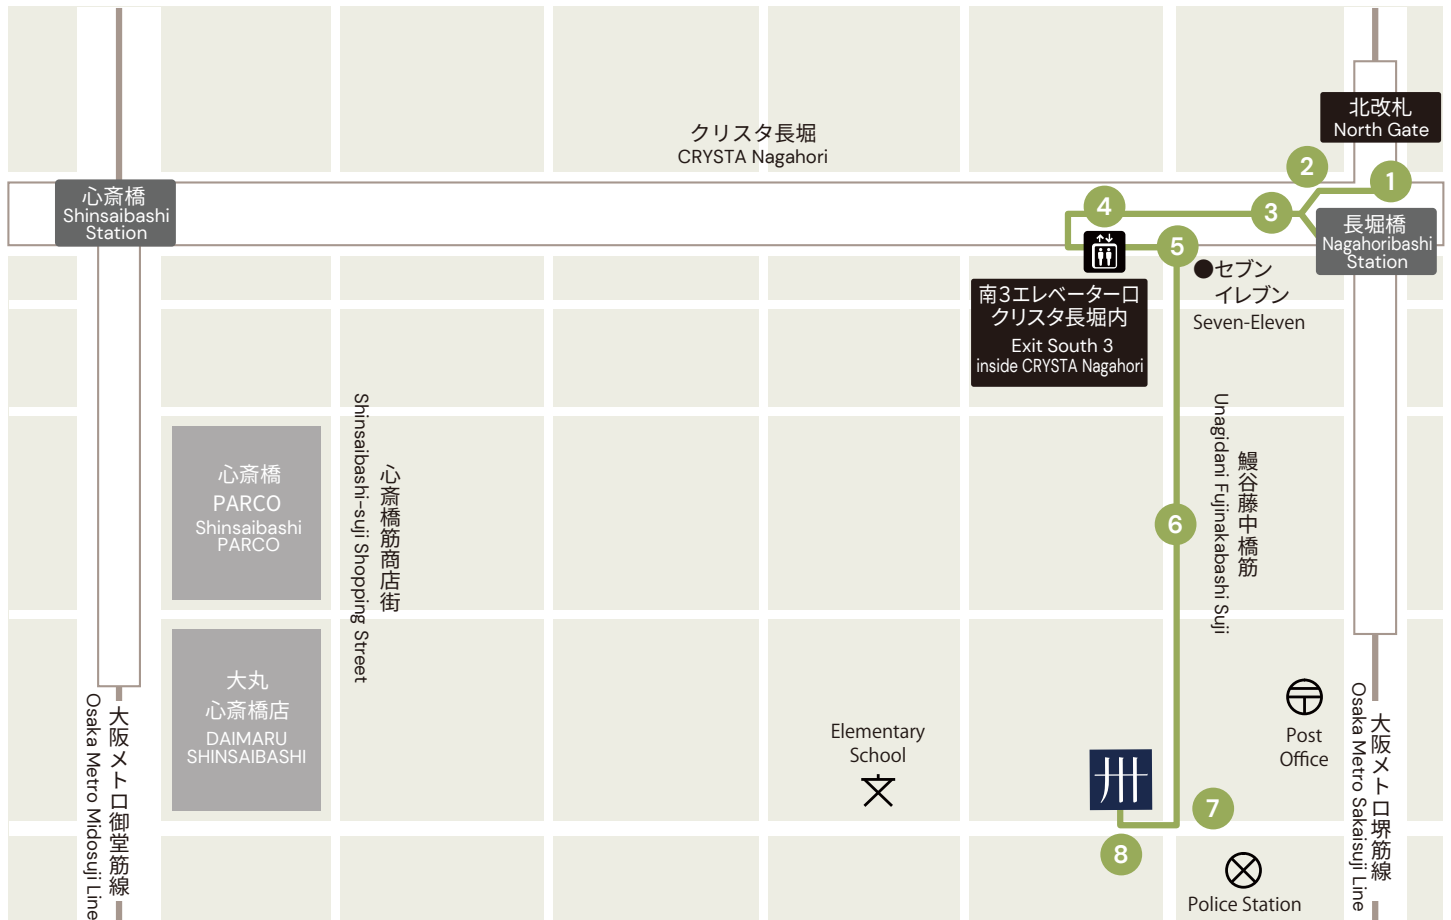 クリスタ長堀
CRYSTA Nagahori
北改札
North Gate
1
2
3
4
5
心斎橋
Shinsaibashi
Station
長堀橋
Nagahoribashi
Station
セブン
イレブン
Seven-Eleven
南3エレベーター口
クリスタ長堀内
Exit South 3
inside CRYSTA Nagahori
心斎橋
PARCO
Shinsaibashi
PARCO
心斎橋筋商店街
Shinsaibashi-suji Shopping Street
鰻谷藤中橋筋
Unagidani Fujinakabashi Suji
6
大丸
心斎橋店
DAIMARU
SHINSAIBASHI
Elementary
School
文
Post
Office
卅
7
8
Police Station
大阪メトロ御堂筋線
Osaka Metro Midosuji Line
大阪メトロ堺筋線
Osaka Metro Sakaisuji Line